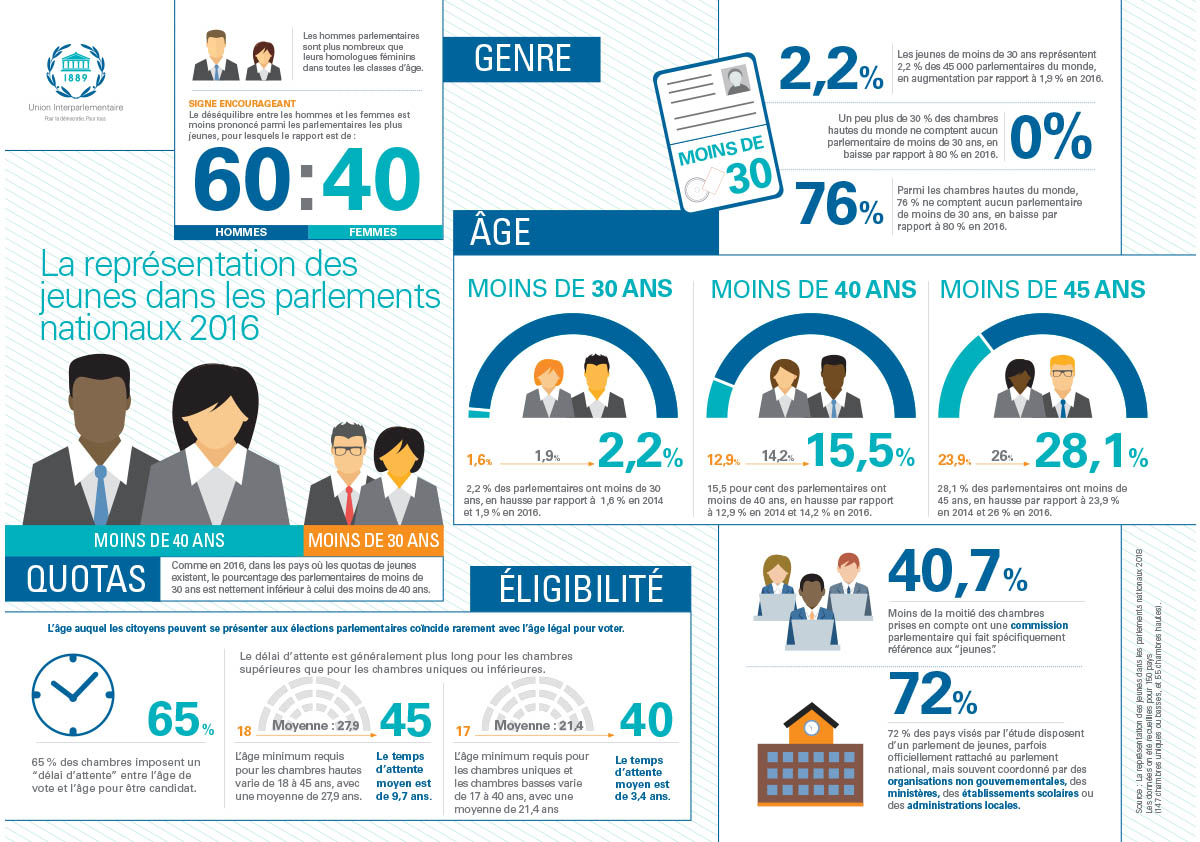 1889
Union Interparlementaire
Pour la démocratie. Pour tous.
Les hommes parlementaires
sont plus nombreux que
leurs homologues féminins
dans toutes les classes d'âge.
SIGNE ENCOURAGEANT
Le déséquilibre entre les hommes et les femmes est
moins prononcé parmi les parlementaires les plus
jeunes, pour lesquels le rapport est de :
60:40
HOMMES
FEMMES
GENRE
MOINS DE
30
2,2%
Les jeunes de moins de 30 ans représentent
2,2 % des 45 000 parlementaires du monde,
en augmentation par rapport à 1,9 % en 2016.
Un peu plus de 30 % des chambres
hautes du monde ne comptent aucun
parlementaire de moins de 30 ans, en
baisse par rapport à 80 % en 2016.
0%
76%
Parmi les chambres hautes du monde,
76 % ne comptent aucun parlementaire
de moins de 30 ans, en baisse par
rapport à 80 % en 2016.
La représentation des
jeunes dans les parlements
nationaux 2016
MOINS DE 40 ANS
MOINS DE 30 ANS
ÂGE
MOINS DE 30 ANS
1,6%
1,9%
2,2%
2,2 % des parlementaires ont moins de 30
ans, en hausse par rapport à 1,6 % en 2014
et 1,9 % en 2016.
MOINS DE 40 ANS
12,9%
14,2%
15,5%
15,5 pour cent des parlementaires ont
moins de 40 ans, en hausse par rapport
à 12,9 % en 2014 et 14,2 % en 2016.
MOINS DE 45 ANS
23,9%
26%
28,1%
28,1 % des parlementaires ont moins de
45 ans, en hausse par rapport à 23,9 %
en 2014 et 26 % en 2016.
QUOTAS
Comme en 2016, dans les pays où les quotas de jeunes
existent, le pourcentage des parlementaires de moins de
30 ans est nettement inférieur à celui des moins de 40 ans.
ÉLIGIBILITÉ
L'âge auquel les citoyens peuvent se présenter aux élections parlementaires coïncide rarement avec l'âge légal pour voter.
65%
65 % des chambres imposent un
"délai d'attente" entre l'âge de
vote et l'âge pour être candidat.
Le délai d'attente est généralement plus long pour les chambres
supérieures que pour les chambres uniques ou inférieures.
18
Moyenne : 27,9
45
L'âge minimum requis
pour les chambres hautes
varie de 18 à 45 ans, avec
une moyenne de 27,9 ans.
Le temps
d'attente
moyen est
de 9,7 ans.
17
Moyenne : 21,4
40
L'âge minimum requis pour
les chambres uniques et
les chambres basses varie
de 17 à 40 ans, avec une
moyenne de 21,4 ans
Le temps
d'attente
moyen est
de 3,4 ans.
40,7%
Moins de la moitié des chambres
prises en compte ont une commission
parlementaire qui fait spécifiquement
référence aux "jeunes".
72%
72 % des pays visés par l'étude disposent
d'un parlement de jeunes, parfois
officiellement rattaché au parlement
national, mais souvent coordonné par des
organisations non gouvernementales, des
ministères, des établissements scolaires ou
des administrations locales.
Source : La représentation des jeunes dans les parlements nationaux 2018)
Les données on été recueillies pour 150 pays
(147 chambres uniques ou basses, et 55 chambres hautes).